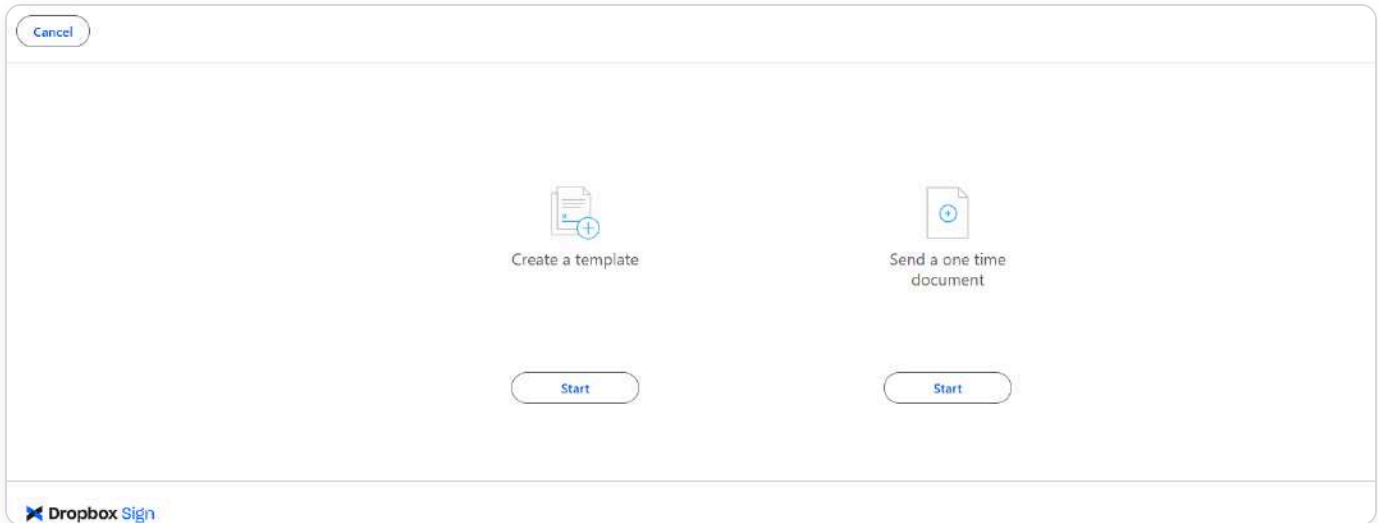 Cancel
Create a template
Send a one time
document
Start
Start
Dropbox Sign